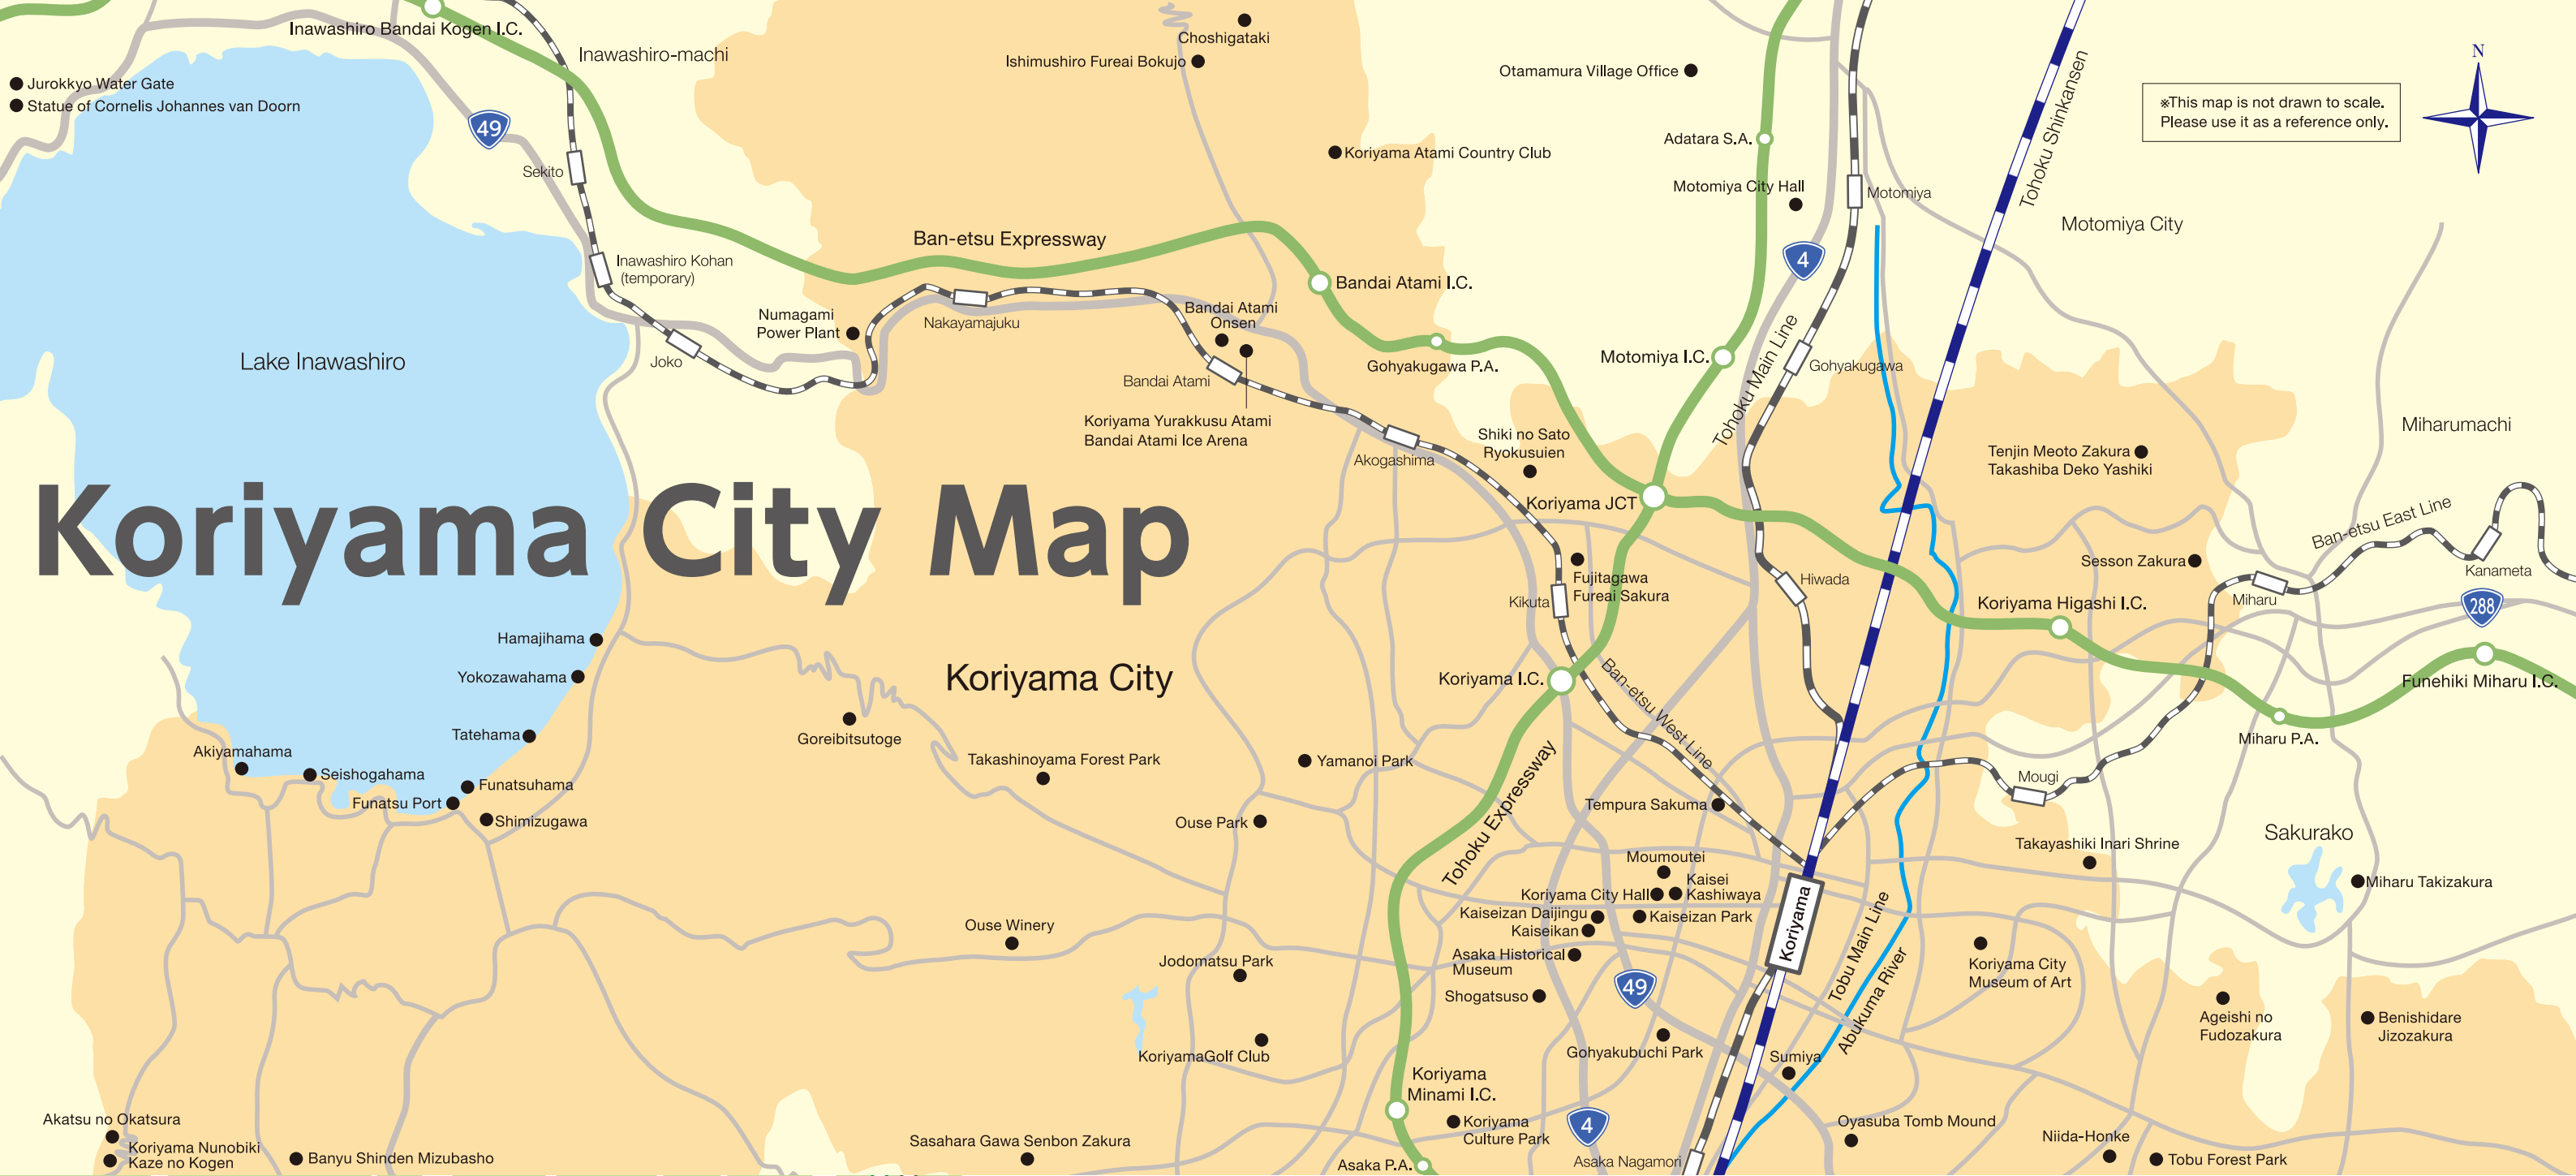 Koriyama City Map
Inawashiro Bandai Kogen I.C.
Inawashiro-machi
Jurokkyo Water Gate
Statue of Cornelis Johannes van Doorn
49
Sekito
Inawashiro Kohan
(temporary)
Joko
Lake Inawashiro
Choshigataki
Ishimushiro Fureai Bokujo
Koriyama Atami Country Club
Ban-etsu Expressway
Numagami
Power Plant
Nakayamajuku
Bandai Atami
Onsen
Bandai Atami
Koriyama Yurakkusu Atami
Bandai Atami Ice Arena
Bandai Atami I.C.
Gohyakugawa P.A.
Akogashima
Otamamura Village Office
Adatara S.A.
Motomiya City Hall
Motomiya
4
Motomiya I.C.
Tohoku Main Line
Gohyakugawa
Tohoku Shinkansen
※This map is not drawn to scale.
Please use it as a reference only.
N
Motomiya City
Miharumachi
Shiki no Sato
Ryokusuien
Koriyama JCT
Tenjin Meoto Zakura
Takashiba Deko Yashiki
Ban-etsu East Line
Sesson Zakura
Kanameta
Miharu
288
Koriyama Higashi I.C.
Funehiki Miharu I.C.
Miharu P.A.
Fujitagawa
Fureai Sakura
Kikuta
Hiwada
Koriyama I.C.
Ban-etsu West Line
Koriyama City
Hamajihama
Yokozawahama
Tatehama
Akiyamahama
Seishogahama
Funatsuhama
Funatsu Port
Shimizugawa
Goreibitsutoge
Takashinoyama Forest Park
Yamanoi Park
Ouse Park
Tohoku Expressway
Tempura Sakuma
Mougi
Sakurako
Takayashiki Inari Shrine
Miharu Takizakura
Moumoutei
Kaisei
Kashiwaya
Koriyama City Hall
Kaiseizan Daijingu
Kaiseikan
Kaiseizan Park
Asaka Historical
Museum
Shogatsuso
49
Koriyama
Tobu Main Line
Abukuma River
Koriyama City
Museum of Art
Ageishi no
Fudozakura
Benishidare
Jizozakura
Ouse Winery
Jodomatsu Park
KoriyamaGolf Club
Gohyakubuchi Park
Sumiya
Koriyama
Minami I.C.
Koriyama
Culture Park
4
Asaka P.A.
Asaka Nagamori
Oyasuba Tomb Mound
Niida-Honke
Tobu Forest Park
Akatsu no Okatsura
Koriyama Nunobiki
Kaze no Kogen
Banyu Shinden Mizubasho
Sasahara Gawa Senbon Zakura